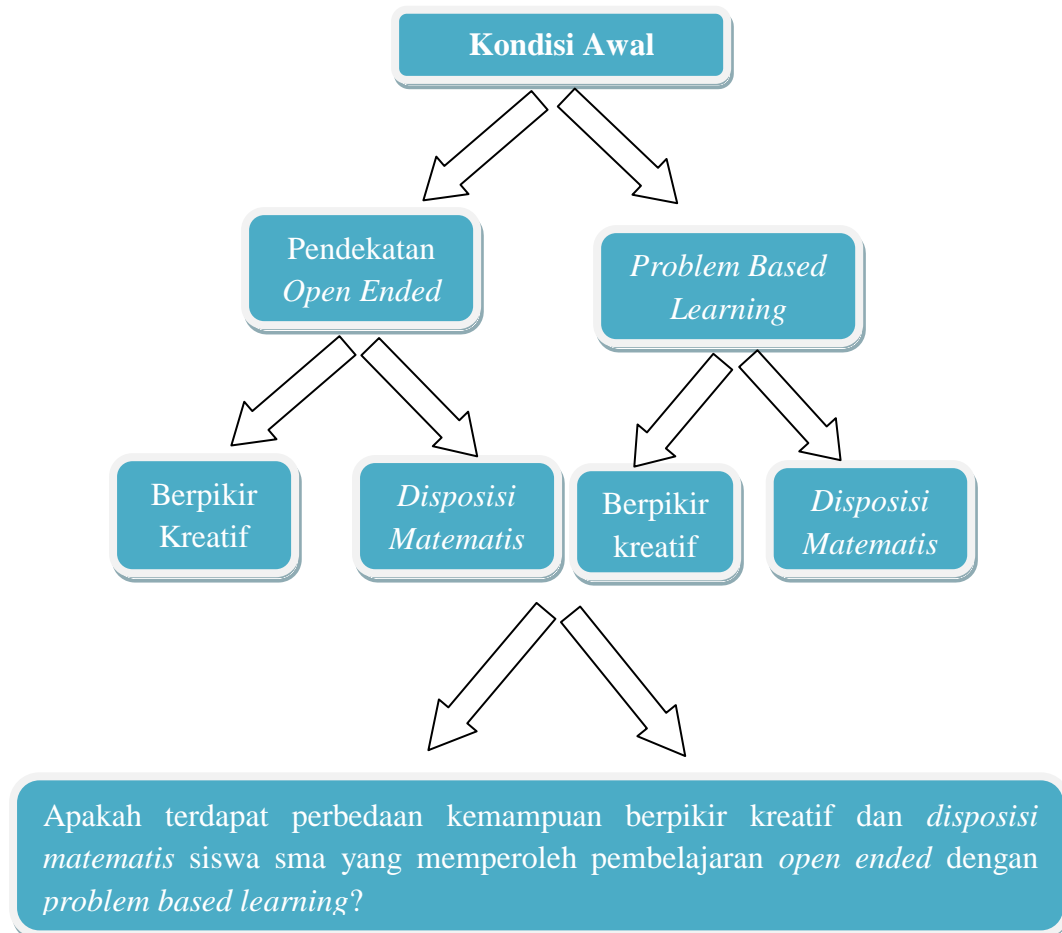 Kondisi Awal
Pendekatan
Open Ended
Problem Based
Learning
Berpikir
Kreatif
Disposisi
Matematis
Berpikir
kreatif
Disposisi
Matematis
Apakah terdapat perbedaan kemampuan berpikir kreatif dan disposisi
matematis siswa sma yang memperoleh pembelajaran open ended dengan
problem based learning?